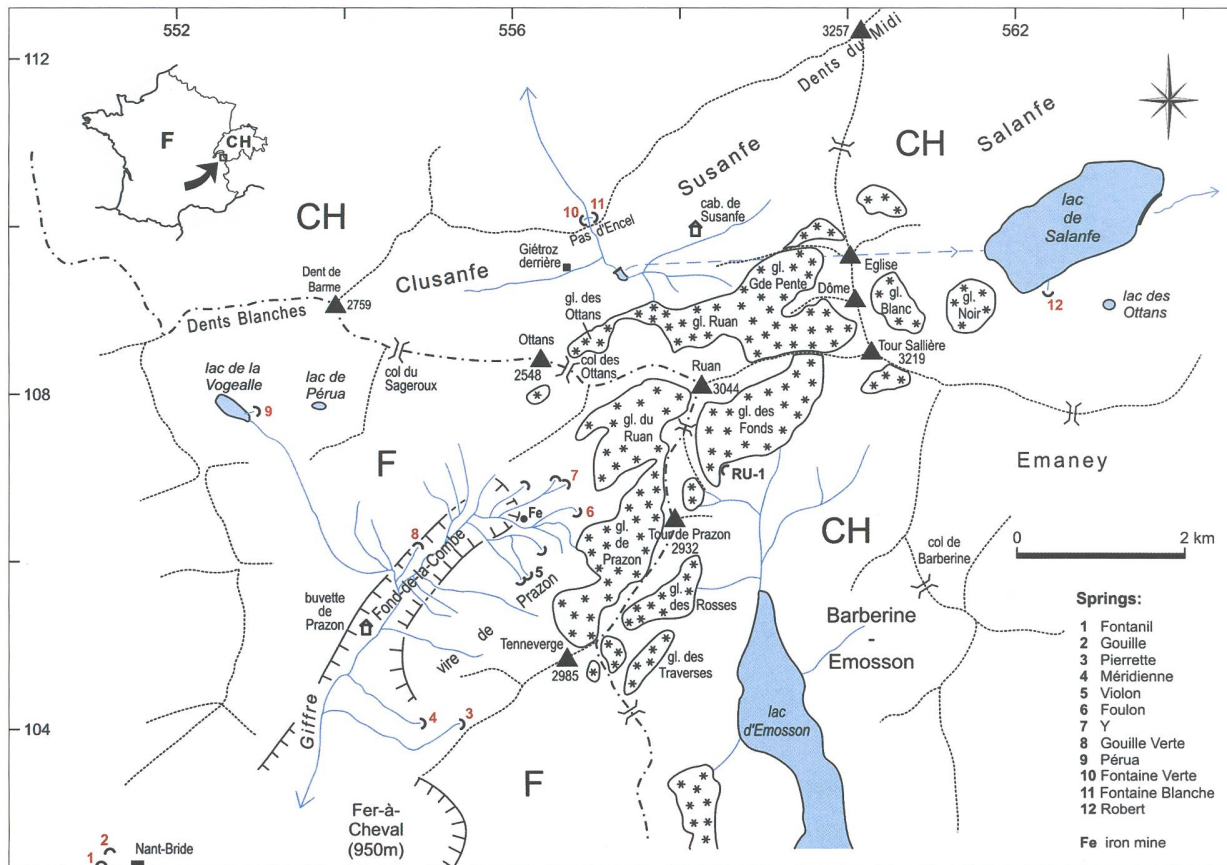 552
556
562
112
108
104
3257
Dents du Midi
F
CH
CH
CH
Salanfe
Susanfe
11
10
Pas d'Encel
cab. de
Susanfe
Giétroz
derrière
Clusanfe
lac
de
Salanfe
Eglise
gl.
Gde Pente
Dôme
gl.
Blanc
gl.
Noir
12
lac des
Ottans
Dent de
Barme
2759
Dents Blanches
gl. des
Ottans
gl. Ruan
Tour Sallière
3219
Ottans
2548
col des
Ottans
Ruan
3044
col du
Sageroux
lac de la
Vogealle
lac de
Pérua
9
gl. du
Ruan
gl. des
Fonds
F
RU-1
Emaney
7
Fe
6
8
Fond-de-la-Combe
gl.
de
Prazon
Tour de Prazon
2932
CH
col de
Barberine
0
2 km
5
Prazon
vire de
buvette
de
Prazon
gl.
des Rosses
Barberine
-
Emosson
Tenneverge
2985
gl. des
Traverses
Giffre
4
3
lac
d'Emosson
F
Fer-à-
Cheval
(950m)
2
1
Nant-Bride
Springs:
1 Fontanil
2 Gouille
3 Pierrette
4 Méridienne
5 Violon
6 Foulon
7 Y
8 Gouille Verte
9 Pérua
10 Fontaine Verte
11 Fontaine Blanche
12 Robert
Fe iron mine